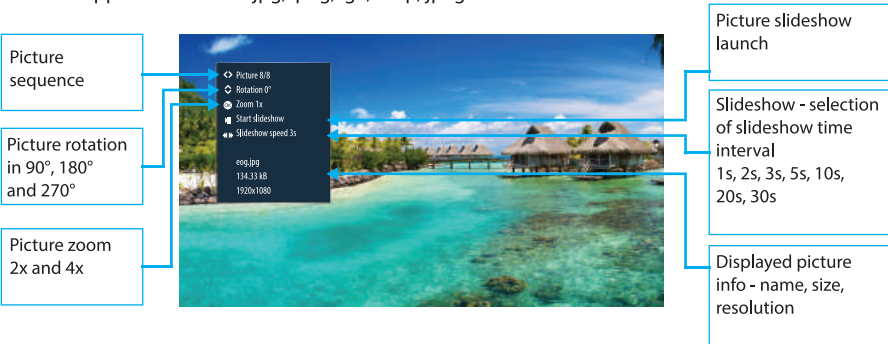 Picture
sequence
Picture rotation
in 90°, 180°
and 270°
Picture zoom
2x and 4x
Picture 8/8
Rotation 0°
OK Zoom 1x
Start slideshow
Slideshow speed 3s
eog.jpg
134.33 kB
1920x1080
Picture slideshow
launch
Slideshow - selection
of slideshow time
interval
1s, 2s, 3s, 5s, 10s,
20s, 30s
Displayed picture
info - name, size,
resolution